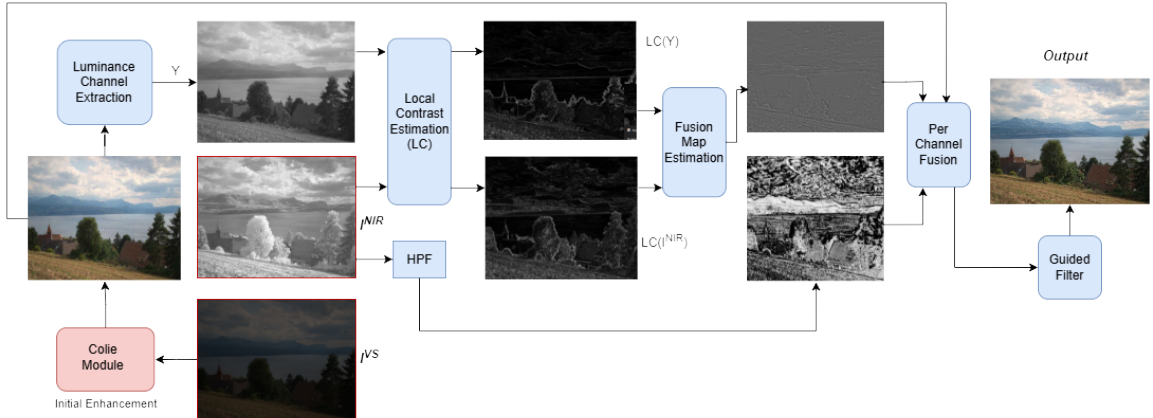 Luminance
Channel
Extraction
Y
Local
Contrast
Estimation
(LC)
LC(Y)
Fusion
Map
Estimation
Per
Channel
Fusion
Output
I^NIR
LC(I^NIR)
HPF
Guided
Filter
Colie
Module
I^VS
Initial Enhancement